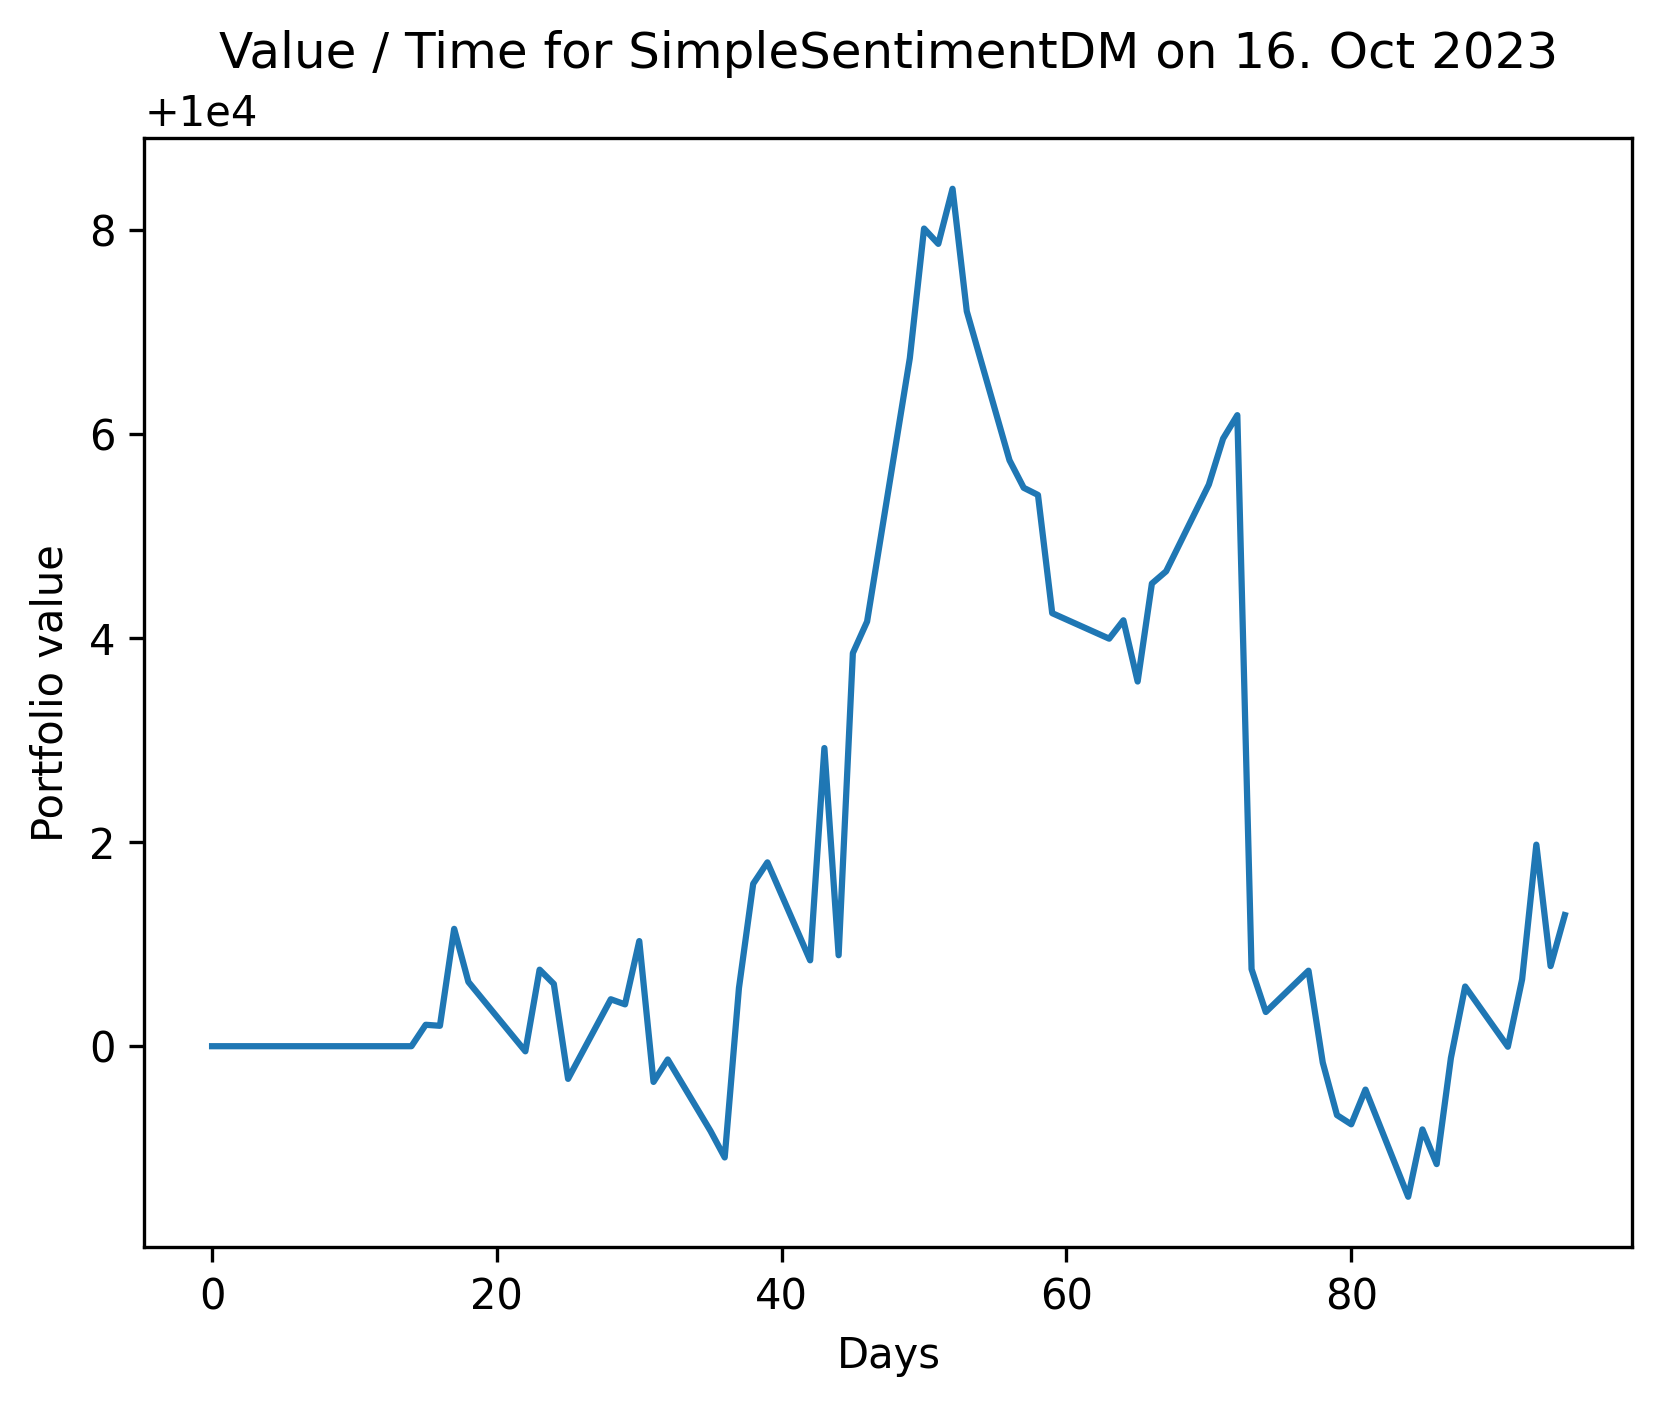 Value / Time for SimpleSentimentDM on 16. Oct 2023
+1e4
8
6
4
2
0
Portfolio value
0 20 40 60 80
Days